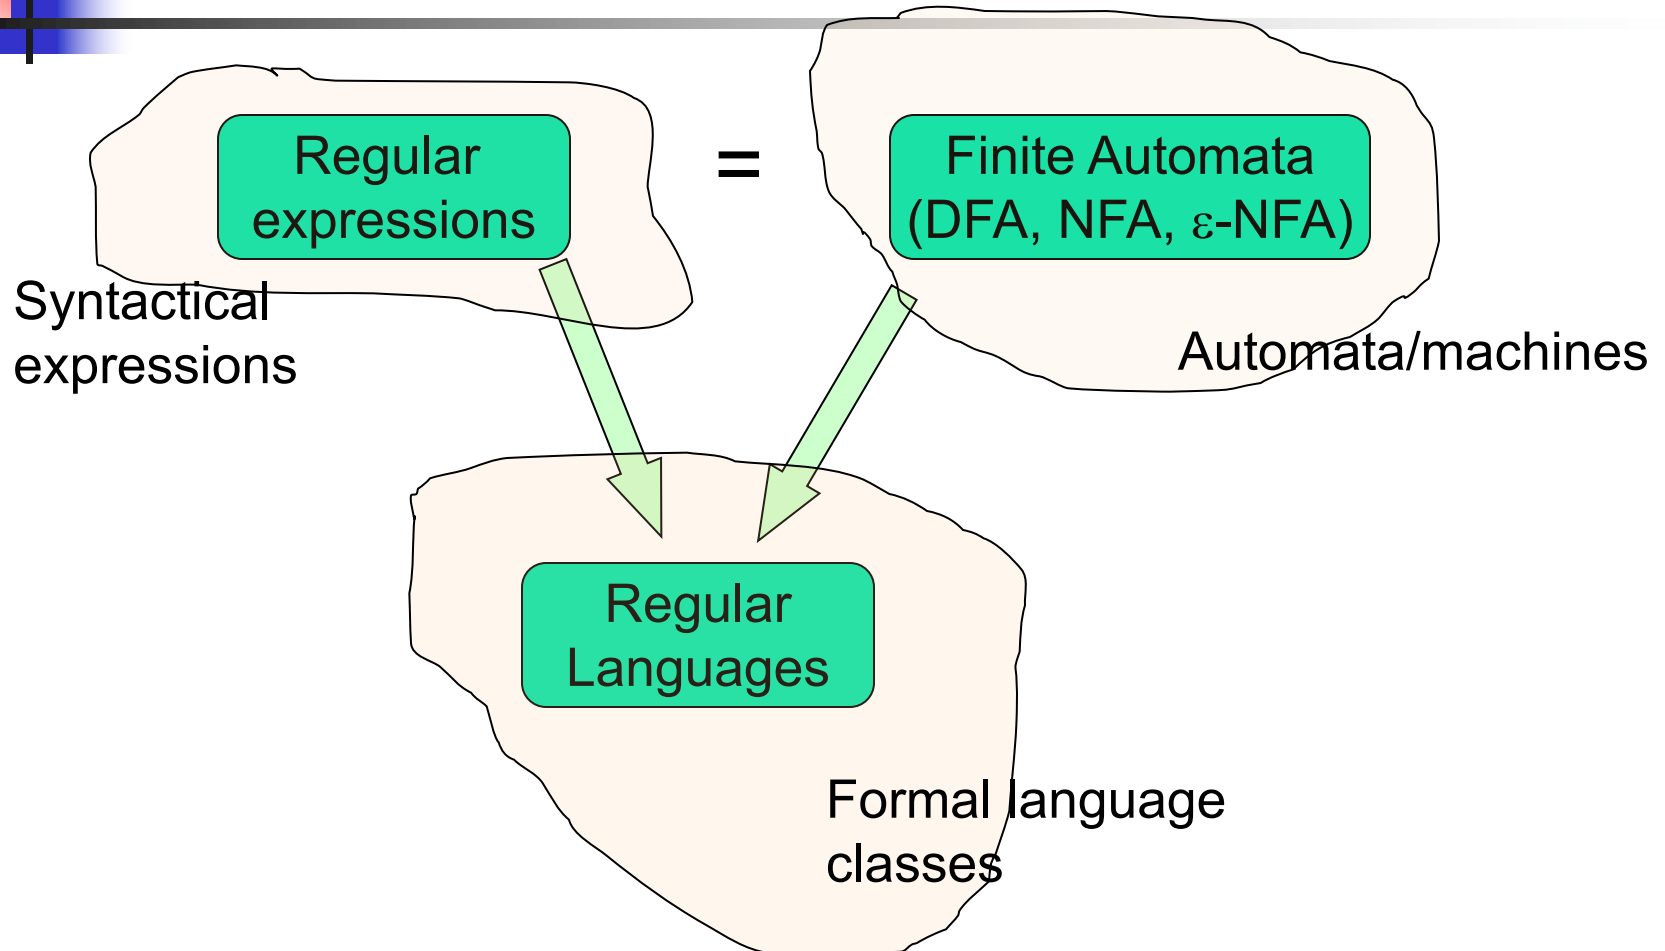 Regular
expressions
=
Finite Automata
(DFA, NFA, ε-NFA)
Syntactical
expressions
Automata/machines
Regular
Languages
Formal language
classes